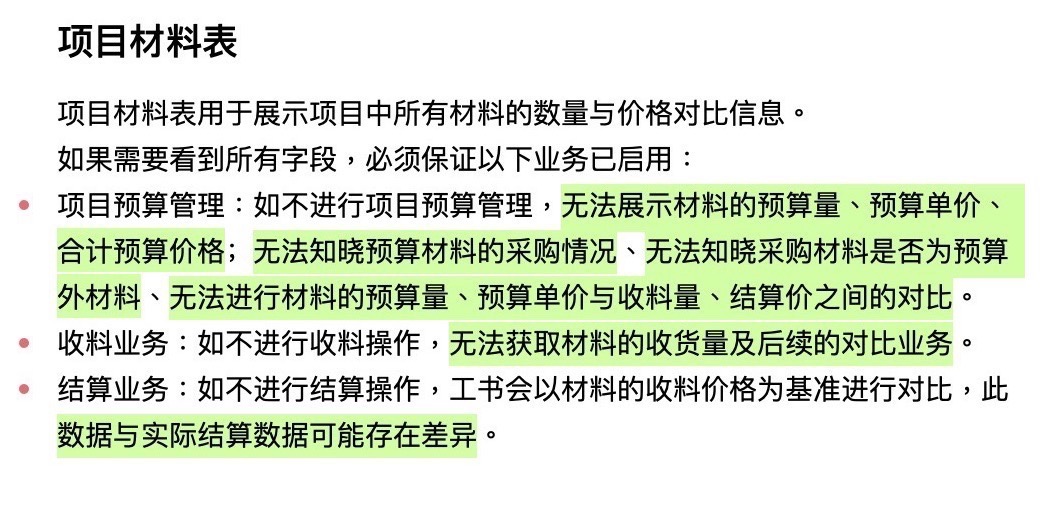 项目材料表
项目材料表用于展示项目中所有材料的数量与价格对比信息。
如果需要看到所有字段，必须保证以下业务已启用：
项目预算管理：如不进行项目预算管理，无法展示材料的预算量、预算单价、
合计预算价格；无法知晓预算材料的采购情况、无法知晓采购材料是否为预算
外材料、无法进行材料的预算量、预算单价与收料量、结算价之间的对比。
收料业务：如不进行收料操作，无法获取材料的收货量及后续的对比业务。
结算业务：如不进行结算操作，工书会以材料的收料价格为基准进行对比，此
数据与实际结算数据可能存在差异。